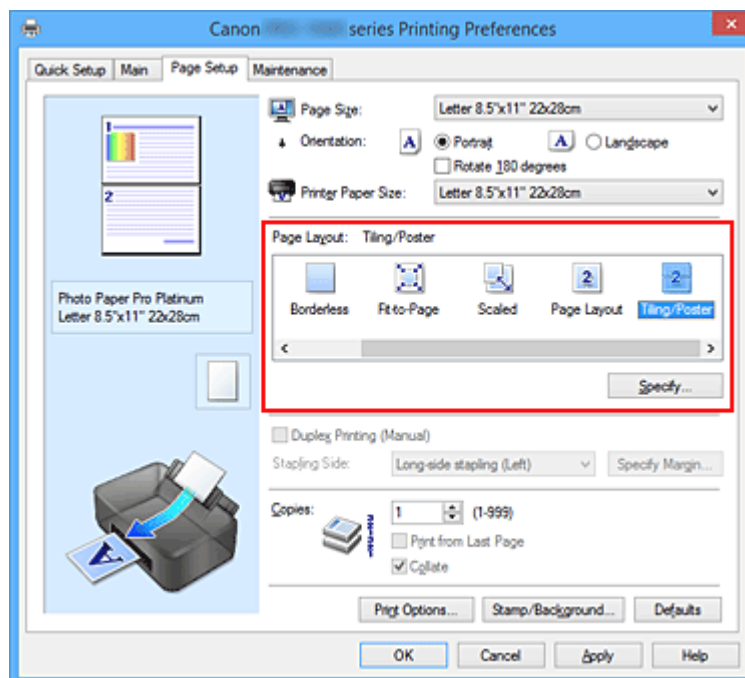 Canon series Printing Preferences
Quick Setup Main Page Setup Maintenance
1
2
Photo Paper Pro Platinum
Letter 8.5"x11" 22x28cm
Page Size: Letter 8.5"x11" 22x28cm
Orientation: A Portrait A Landscape
Rotate 180 degrees
Printer Paper Size: Letter 8.5"x11" 22x28cm
Page Layout: Tiling/Poster
2 2
Borderless Fit-to-Page Scaled Page Layout Tiling/Poster
Specify...
Duplex Printing (Manual)
Stapling Side: Long-side stapling (Left) Specify Margin...
Copies: 1 (1-999)
Print from Last Page
Collate
A
Print Options... Stamp/Background... Defaults
OK Cancel Apply Help